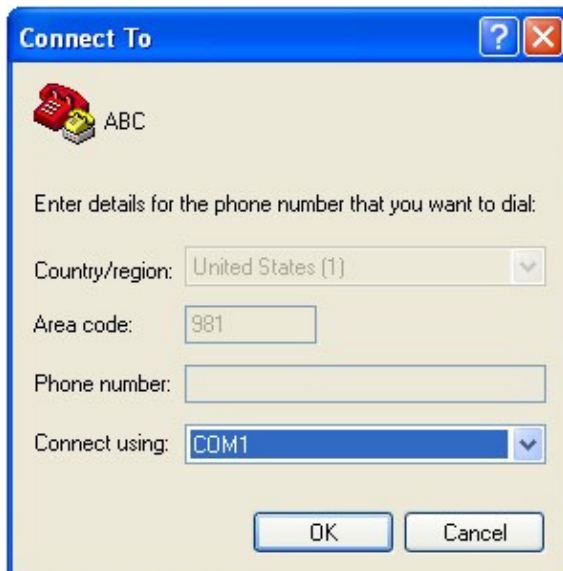 Connect To
ABC
Enter details for the phone number that you want to dial:
Country/region: United States (1)
Area code: 981
Phone number:
Connect using: COM1
OK Cancel